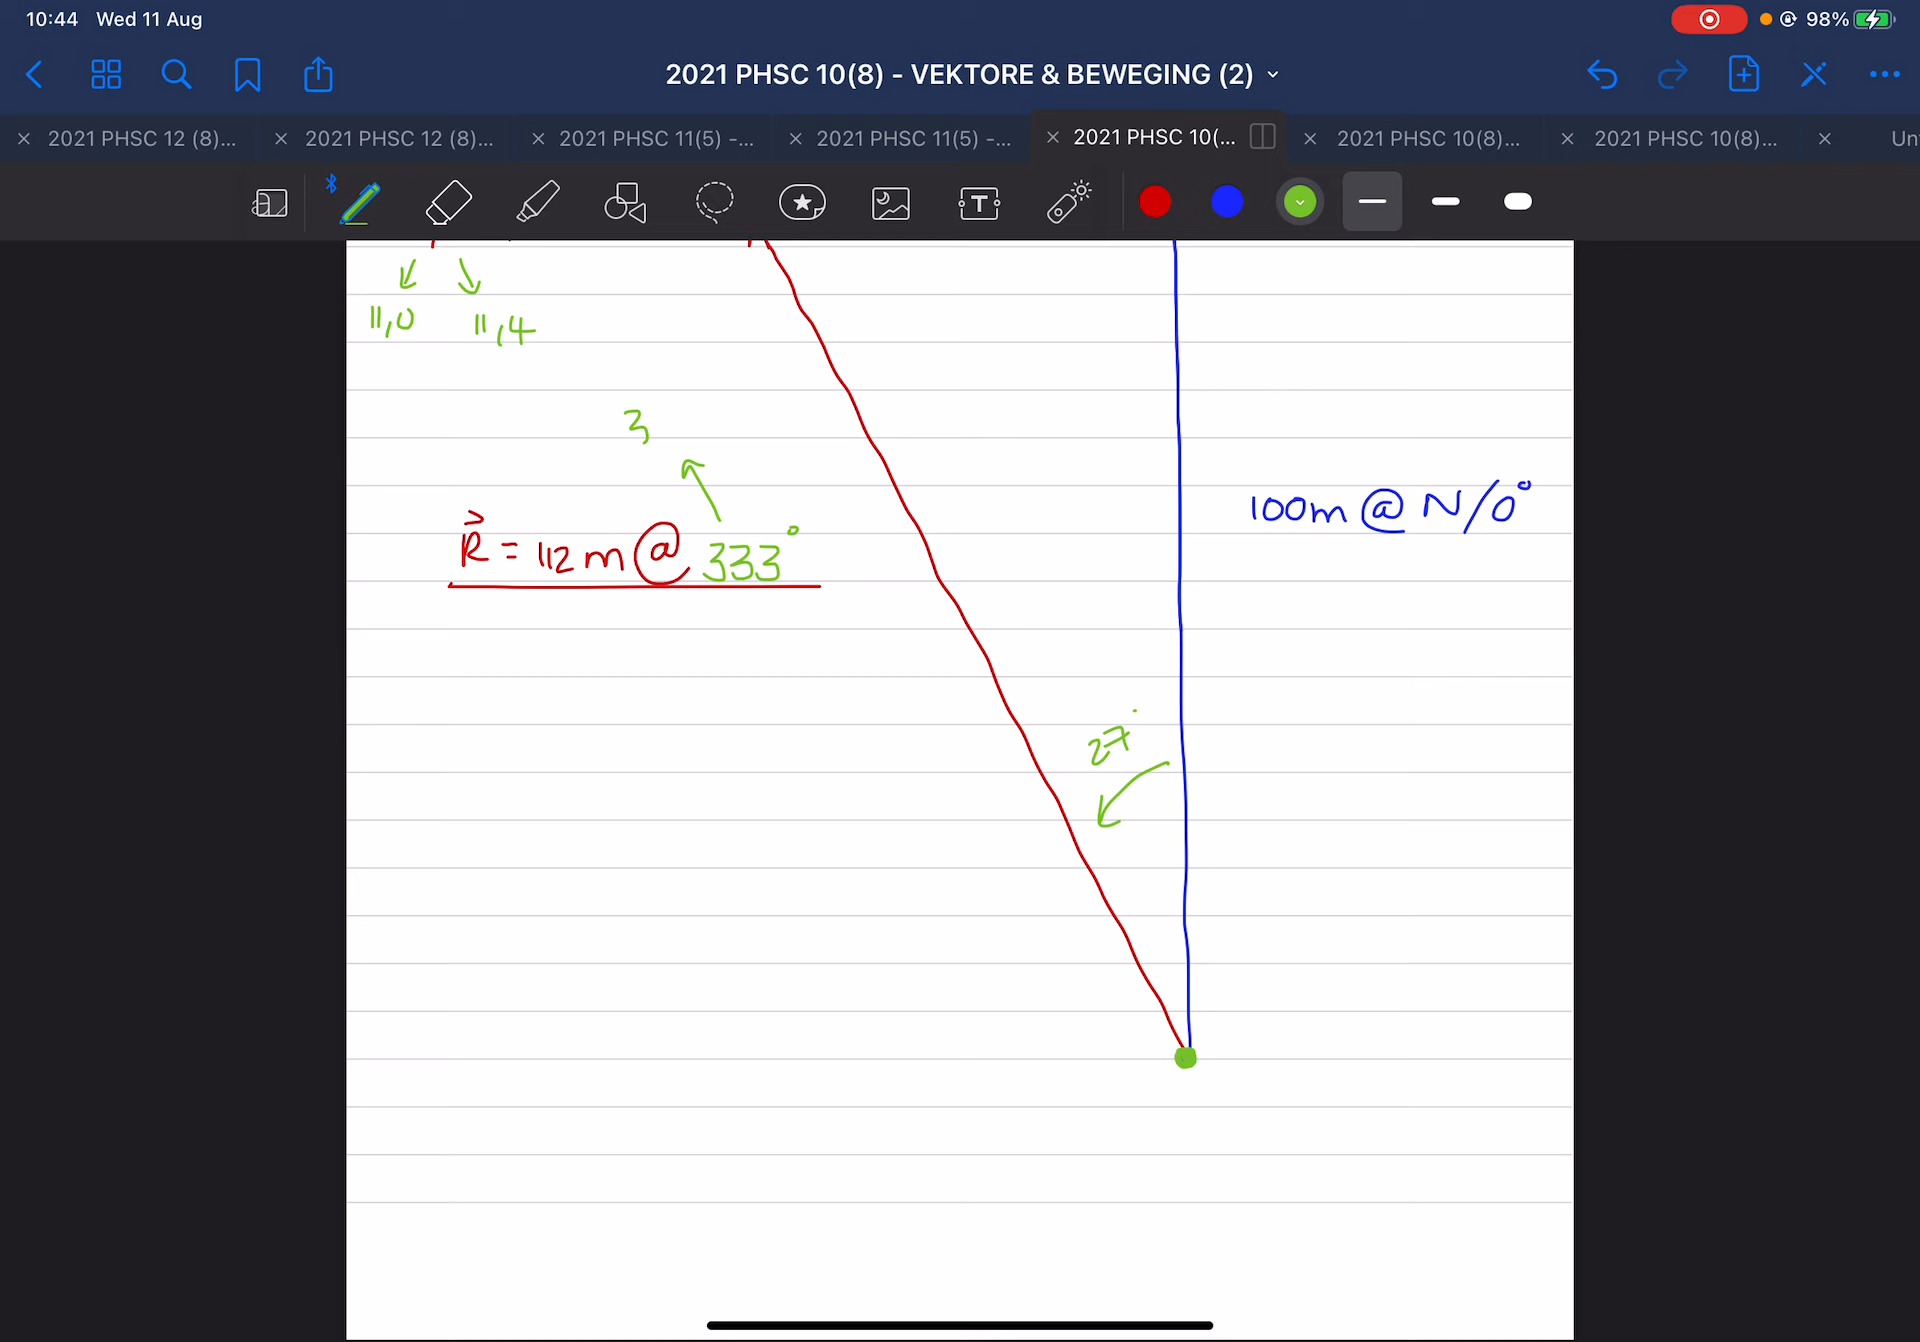 10:44 Wed 11 Aug
98%
2021 PHSC 10(8) - VEKTORE & BEWEGING (2)
2021 PHSC 12 (8)...
2021 PHSC 12 (8)...
2021 PHSC 11(5) -...
2021 PHSC 11(5) -...
2021 PHSC 10(...
2021 PHSC 10(8)...
2021 PHSC 10(8)...
Un
T
11,0
11,4
3
100m @ N/0°
R⃗ = 112 m @ 333°
27°